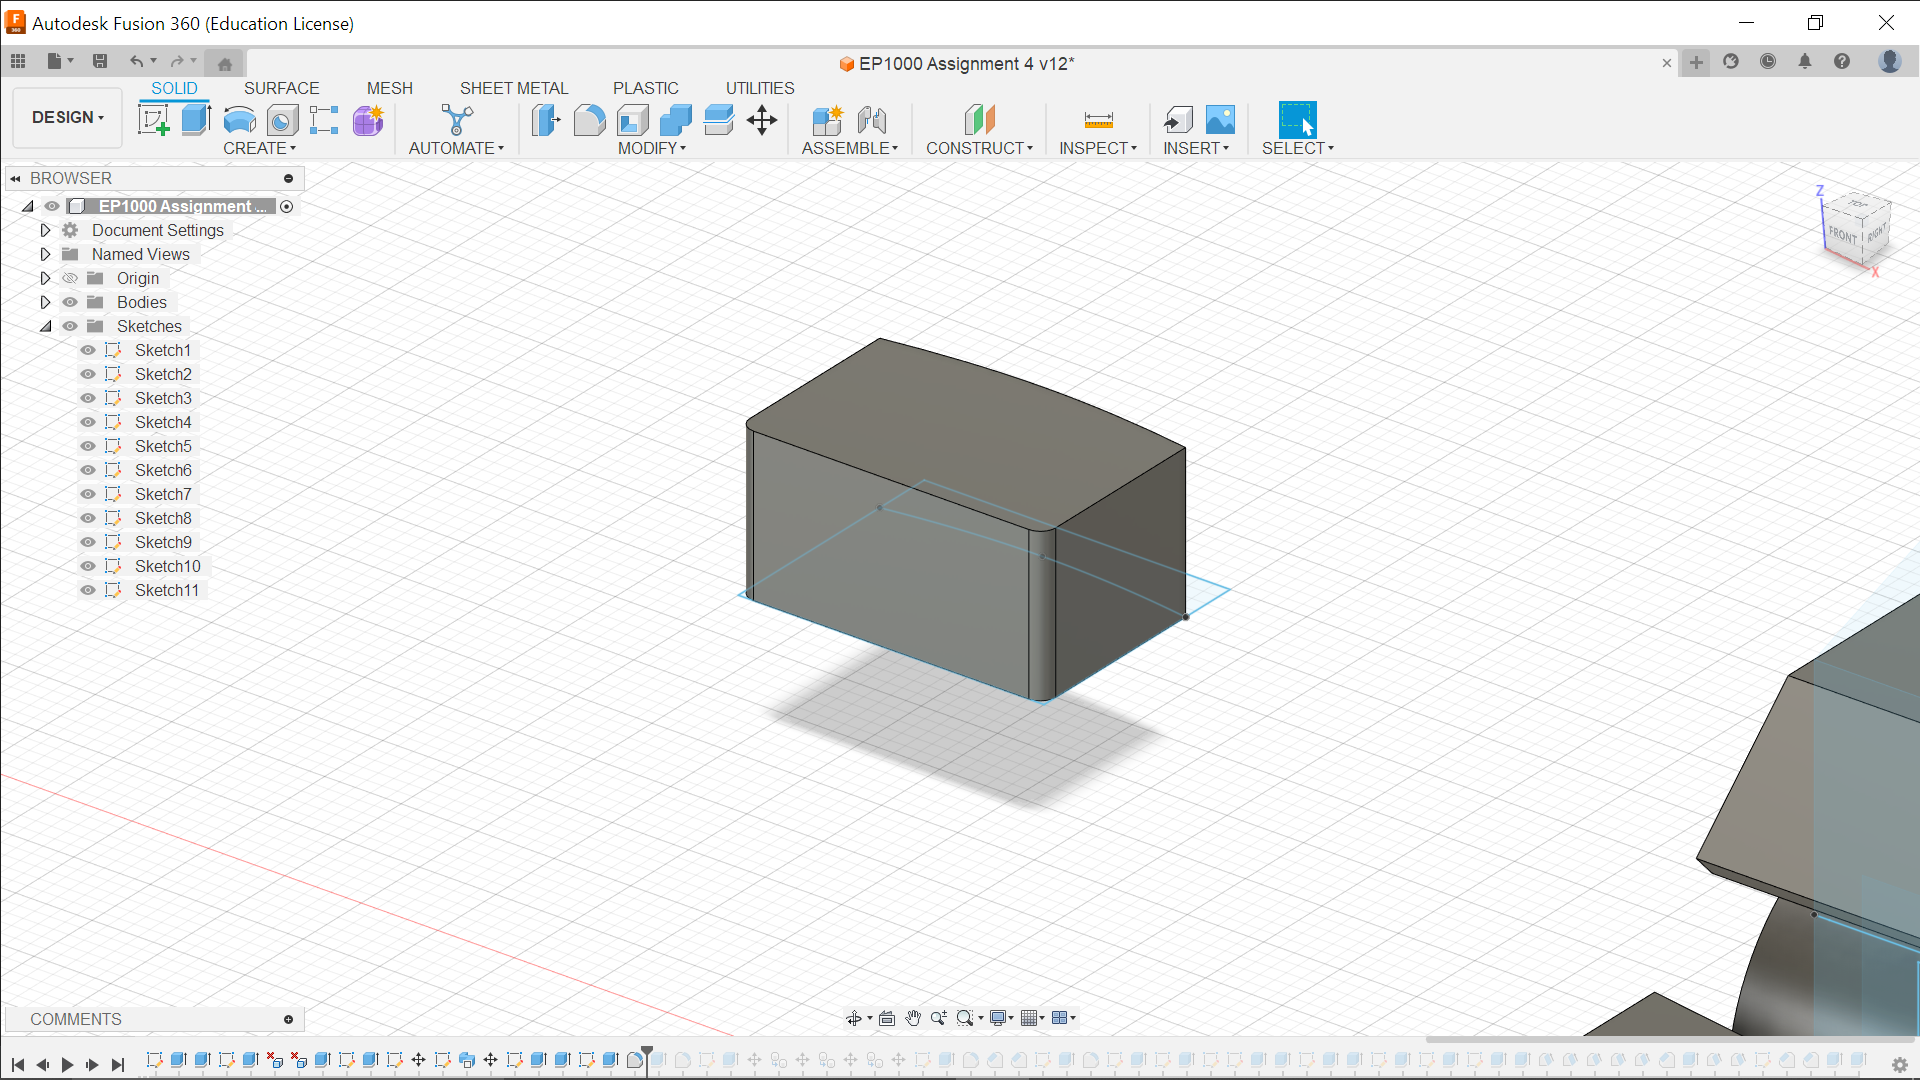 Autodesk Fusion 360 (Education License)
EP1000 Assignment 4 v12*
DESIGN
SOLID SURFACE MESH SHEET METAL PLASTIC UTILITIES
CREATE AUTOMATE MODIFY ASSEMBLE CONSTRUCT INSPECT INSERT SELECT
BROWSER
EP1000 Assignment ...
Document Settings
Named Views
Origin
Bodies
Sketches
Sketch1
Sketch2
Sketch3
Sketch4
Sketch5
Sketch6
Sketch7
Sketch8
Sketch9
Sketch10
Sketch11
Z
TOP
FRONT RIGHT
X
COMMENTS